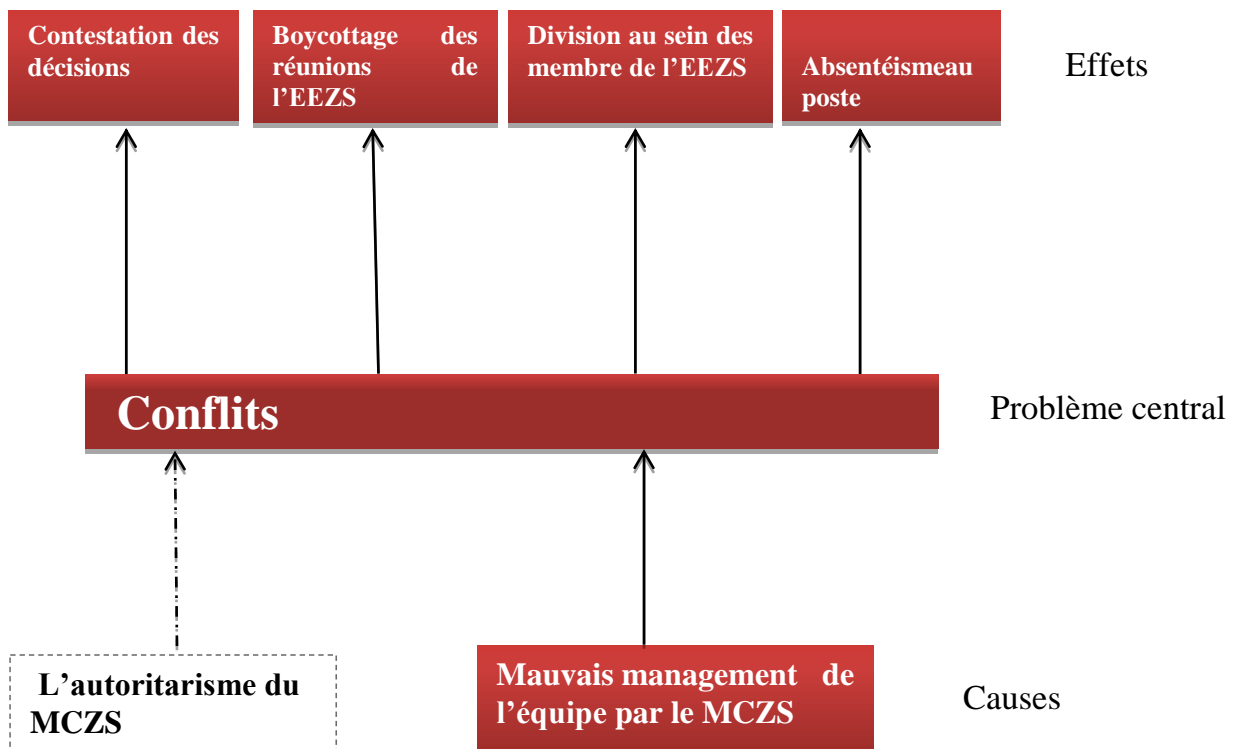 Contestation des
décisions
Boycottage des
réunions de
l'EEZS
Division au sein des
membre de l'EEZS
Absentéismeau
poste
Effets
Conflits
Problème central
L'autoritarisme du
MCZS
Mauvais management de
l'équipe par le MCZS
Causes